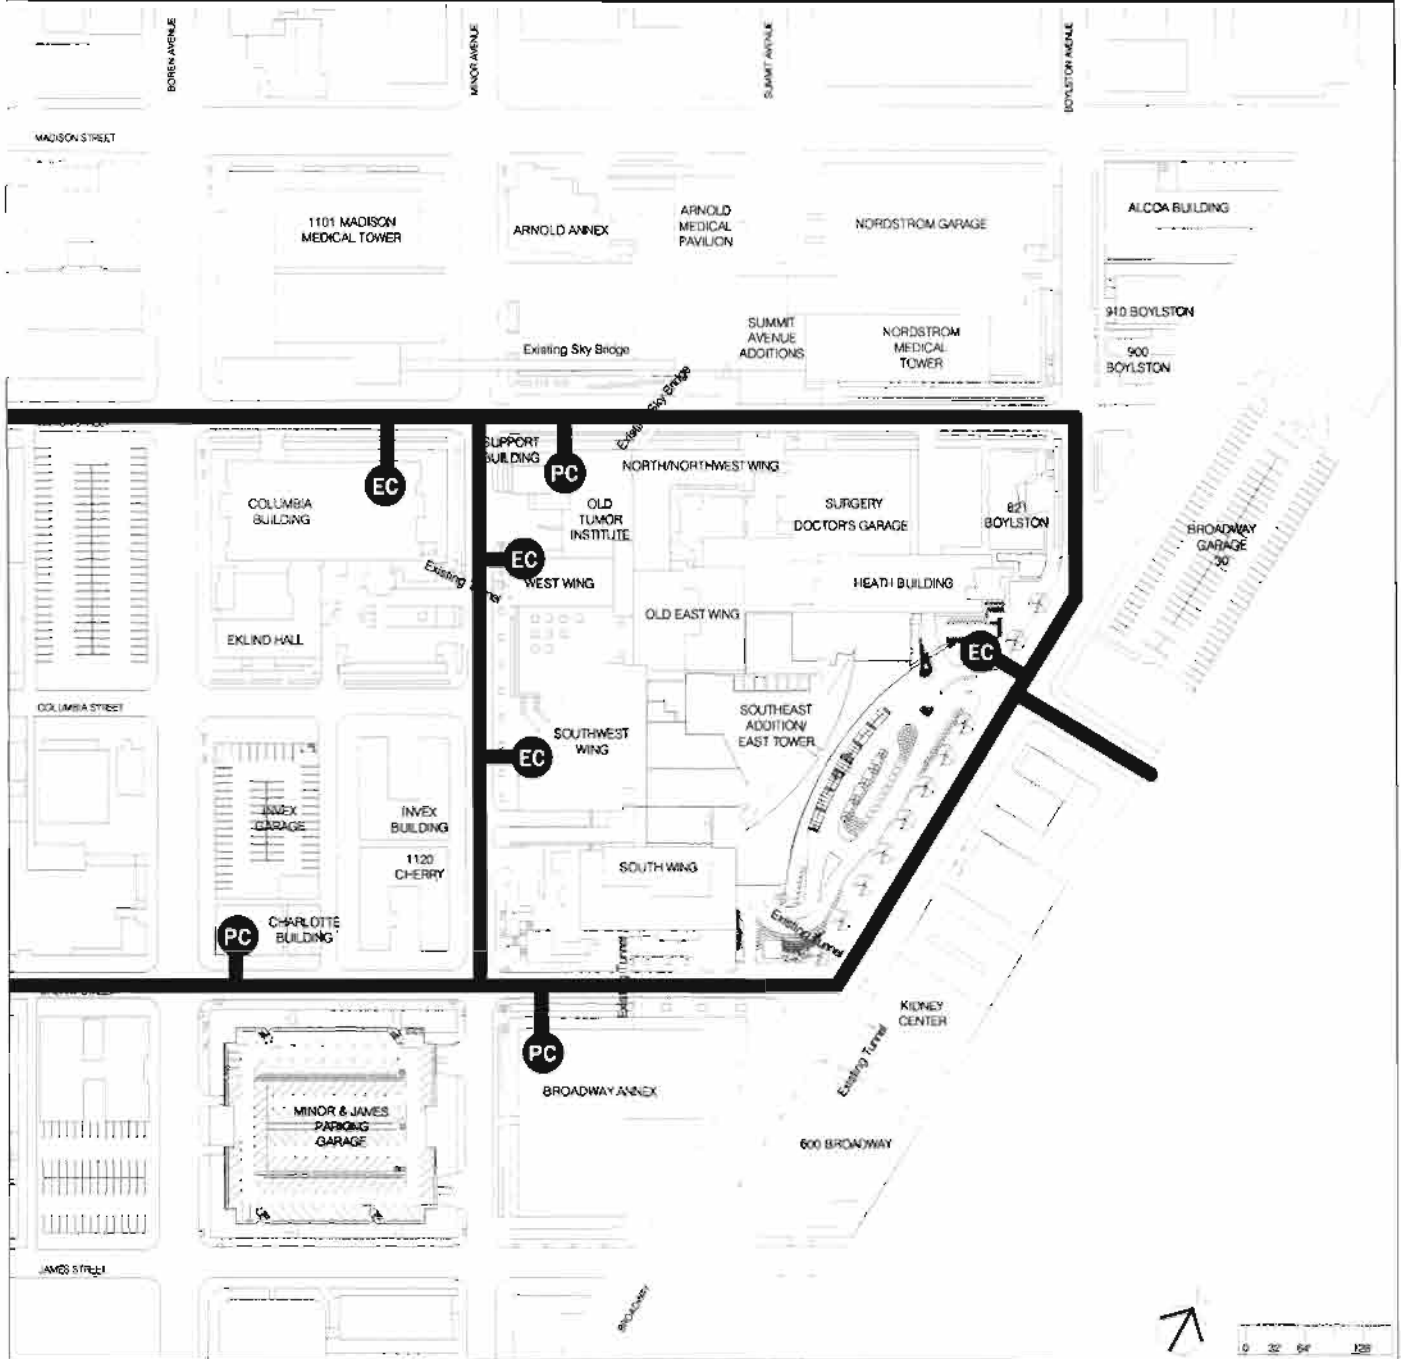 BOREN AVENUE
MINOR AVENUE
SUMMIT AVENUE
BOYLSTON AVENUE
MADISON STREET
1101 MADISON
MEDICAL TOWER
ARNOLD ANNEX
ARNOLD
MEDICAL
PAVILION
NORDSTROM GARAGE
ALCOA BUILDING
910 BOYLSTON
900
BOYLSTON
SUMMIT
AVENUE
ADDITIONS
NORDSTROM
MEDICAL
TOWER
Existing Sky Bridge
Existing Sky Bridge
SUPPORT
BUILDING
PC
EC
NORTH/NORTHWEST WING
COLUMBIA
BUILDING
OLD
TUMOR
INSTITUTE
SURGERY
DOCTOR'S GARAGE
821
BOYLSTON
BROADWAY
GARAGE
30
EC
WEST WING
Existing Tunnel
HEATH BUILDING
OLD EAST WING
EKLIND HALL
EC
COLUMBIA STREET
SOUTHEAST
ADDITION/
EAST TOWER
SOUTHWEST
WING
EC
INVEX
GARAGE
INVEX
BUILDING
1120
CHERRY
SOUTH WING
PC
CHARLOTTE
BUILDING
Existing Tunnel
Existing Tunnel
KIDNEY
CENTER
PC
Existing Tunnel
BROADWAY ANNEX
MINOR & JAMES
PARKING
GARAGE
600 BROADWAY
JAMES STREET
BROADWAY
0 32 64 128